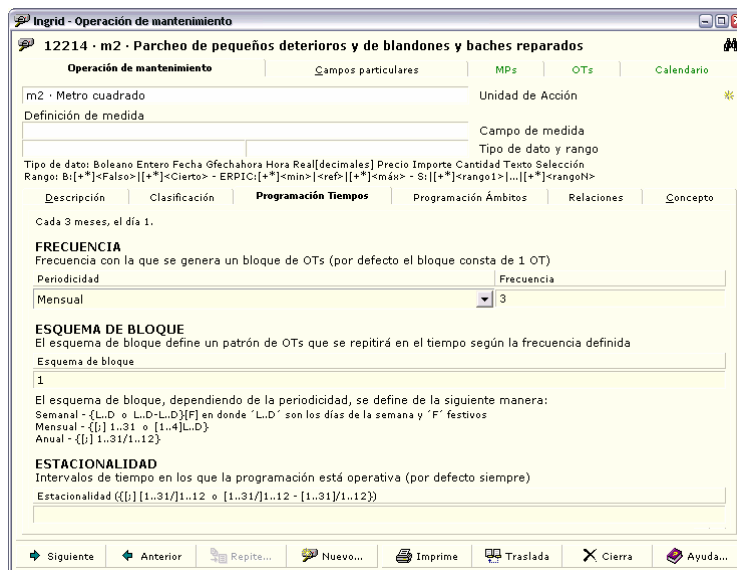 Ingrid - Operación de mantenimiento
12214 · m2 · Parcheo de pequeños deterioros y de blandones y baches reparados
Operación de mantenimiento Campos particulares MPs OTs Calendario
m2 · Metro cuadrado Unidad de Acción
Definición de medida
Campo de medida
Tipo de dato y rango
Tipo de dato: Boleano Entero Fecha Gfechahora Hora Real[decimales] Precio Importe Cantidad Texto Selección
Rango: B:[+*]<Falso>|[+*]<Cierto> - ERPIC:[+*]<min>|<ref>|[+*]<máx> - S:|[+*]<rango1>|...|[+*]<rangoN>
Descripción Clasificación Programación Tiempos Programación Ámbitos Relaciones Concepto
Cada 3 meses, el día 1.
FRECUENCIA
Frecuencia con la que se genera un bloque de OTs (por defecto el bloque consta de 1 OT)
Periodicidad Frecuencia
Mensual 3
ESQUEMA DE BLOQUE
El esquema de bloque define un patrón de OTs que se repitirá en el tiempo según la frecuencia definida
Esquema de bloque
1
El esquema de bloque, dependiendo de la periodicidad, se define de la siguiente manera:
Semanal - {L..D o L..D-L..D}[F] en donde ´L..D´ son los días de la semana y ´F´ festivos
Mensual - {[;] 1..31 o [1..4]L..D}
Anual - {[;] 1..31/1..12}
ESTACIONALIDAD
Intervalos de tiempo en los que la programación está operativa (por defecto siempre)
Estacionalidad ({[;] [1..31/]1..12 o [1..31/]1..12 - [1..31]/1..12})
Siguiente Anterior Repite... Nuevo... Imprime Traslada Cierra Ayuda...